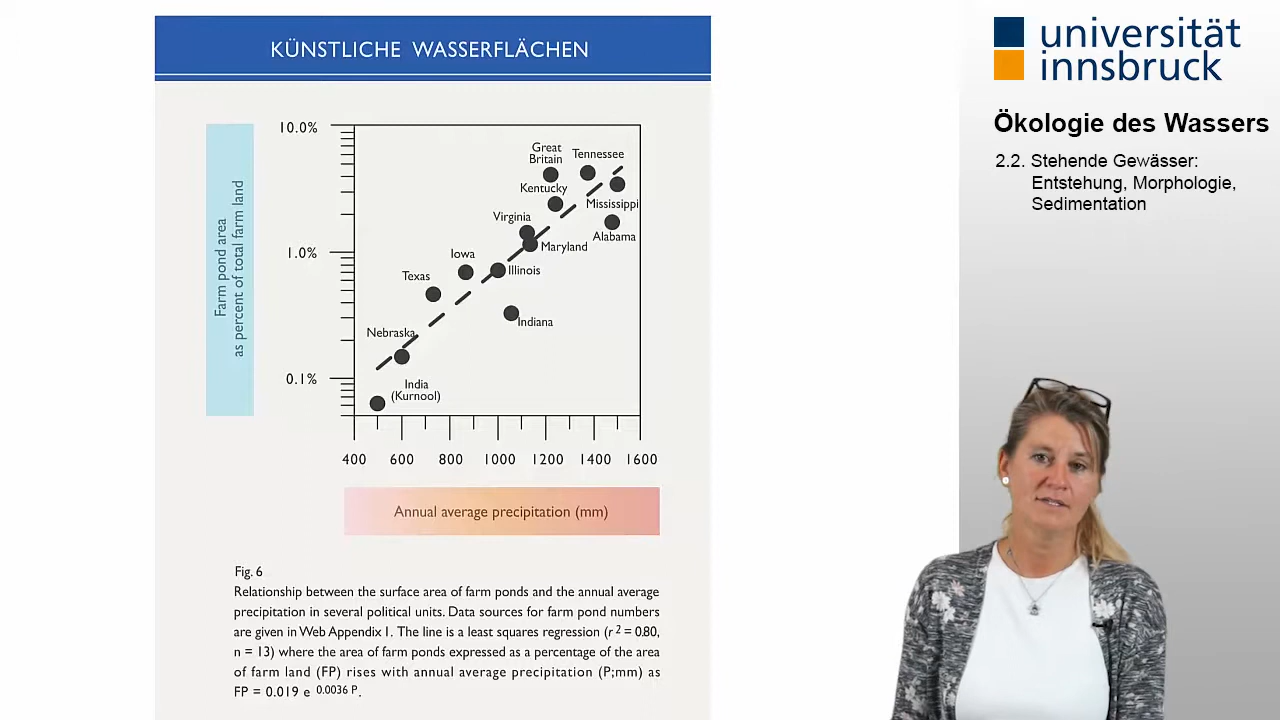 KÜNSTLICHE WASSERFLÄCHEN
Farm pond area
as percent of total farm land
10.0%
1.0%
0.1%
Great
Britain
Tennessee
Kentucky
Mississippi
Virginia
Alabama
Maryland
Iowa
Illinois
Texas
Indiana
Nebraska
India
(Kurnool)
400 600 800 1000 1200 1400 1600
Annual average precipitation (mm)
Fig. 6
Relationship between the surface area of farm ponds and the annual average
precipitation in several political units. Data sources for farm pond numbers
are given in Web Appendix 1. The line is a least squares regression (r 2 = 0.80,
n = 13) where the area of farm ponds expressed as a percentage of the area
of farm land (FP) rises with annual average precipitation (P;mm) as
FP = 0.019 e 0.0036 P.
universität
innsbruck
Ökologie des Wassers
2.2. Stehende Gewässer:
Entstehung, Morphologie,
Sedimentation